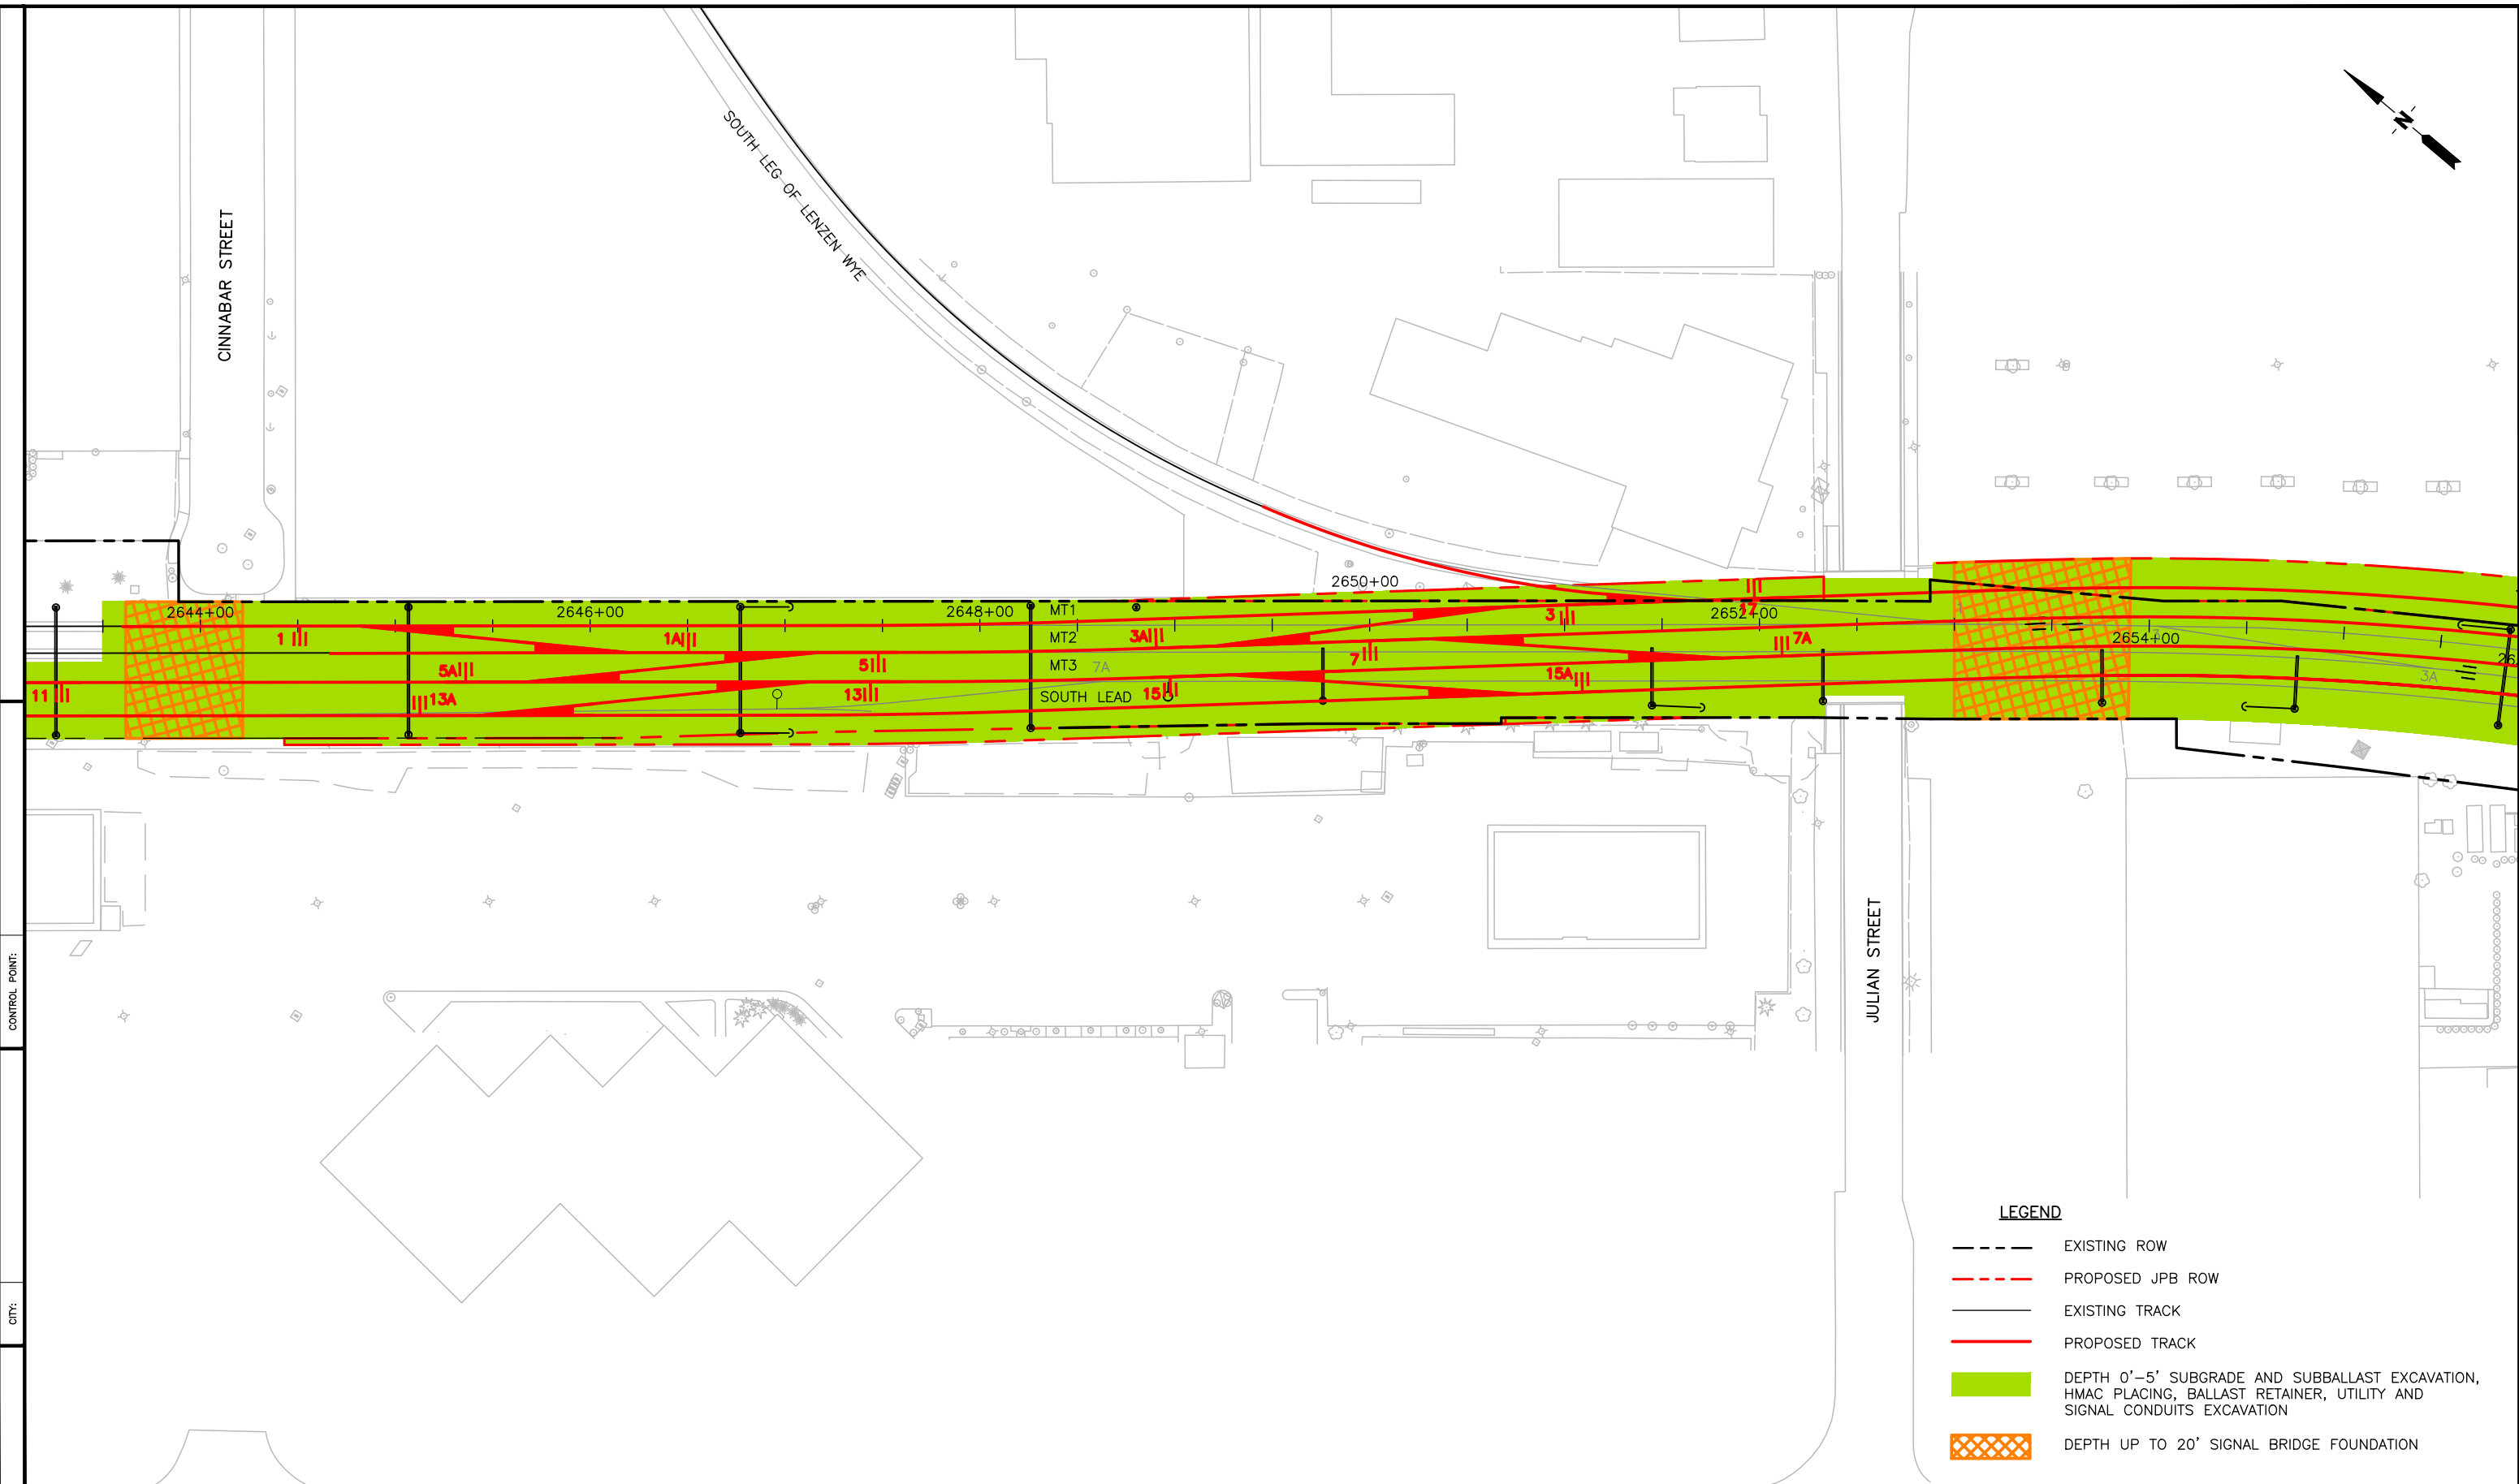 N
SOUTH LEG OF LENZEN WYE
CINNABAR STREET
2650+00
2644+00
2646+00
2648+00
MT1
2652+00
17
3
1
1A
MT2
3A
7A
2654+00
7
5
5A
MT3
7A
15A
3A
11
13A
13
SOUTH LEAD
15
JULIAN STREET
CONTROL POINT:
CITY:
LEGEND
EXISTING ROW
PROPOSED JPB ROW
EXISTING TRACK
PROPOSED TRACK
DEPTH 0'-5' SUBGRADE AND SUBBALLAST EXCAVATION,
HMAC PLACING, BALLAST RETAINER, UTILITY AND
SIGNAL CONDUITS EXCAVATION
DEPTH UP TO 20' SIGNAL BRIDGE FOUNDATION